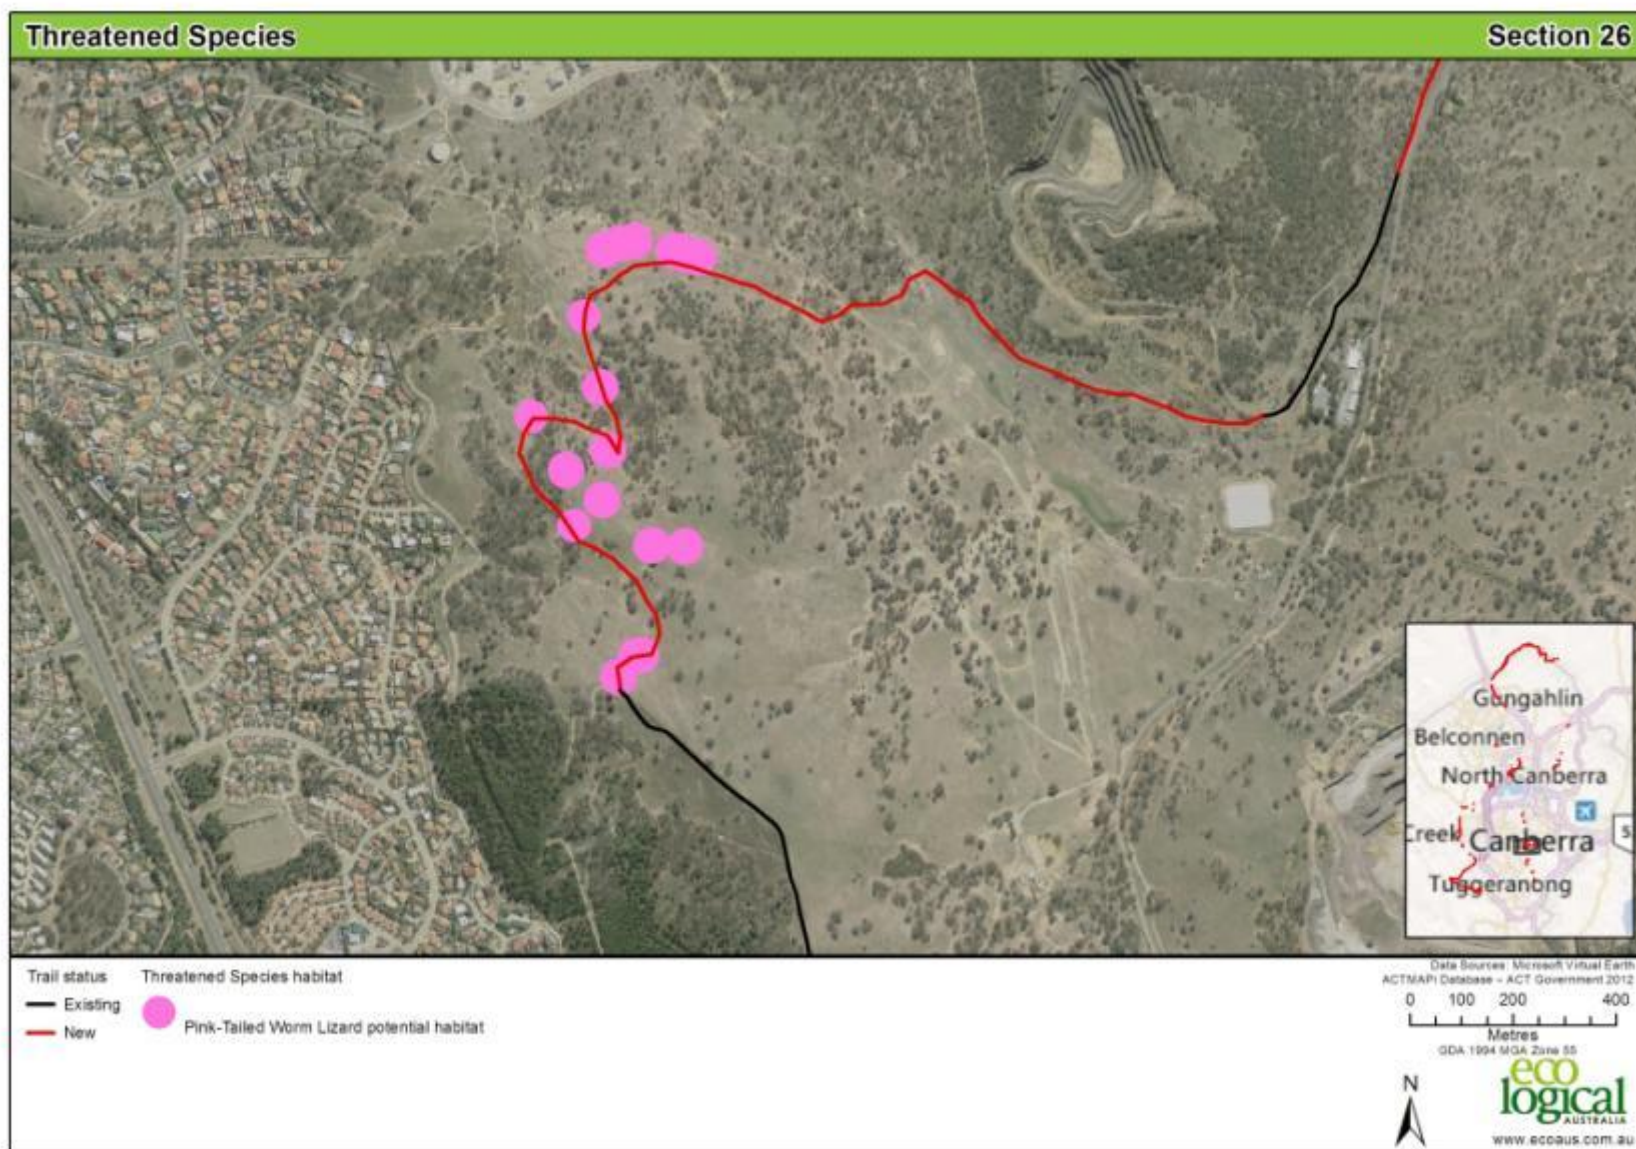 Threatened Species
Section 26
Gungahlin
Belconnen
North Canberra
Creek
Canberra
5
Tuggeranong
Trail status
Existing
New
Threatened Species habitat
Pink-Tailed Worm Lizard potential habitat
Data Sources: Microsoft Virtual Earth
ACTMAPi Database - ACT Government 2012
0 100 200 400
Metres
GDA 1994 MGA Zone 55
N
eco
logical
AUSTRALIA
www.ecoaus.com.au